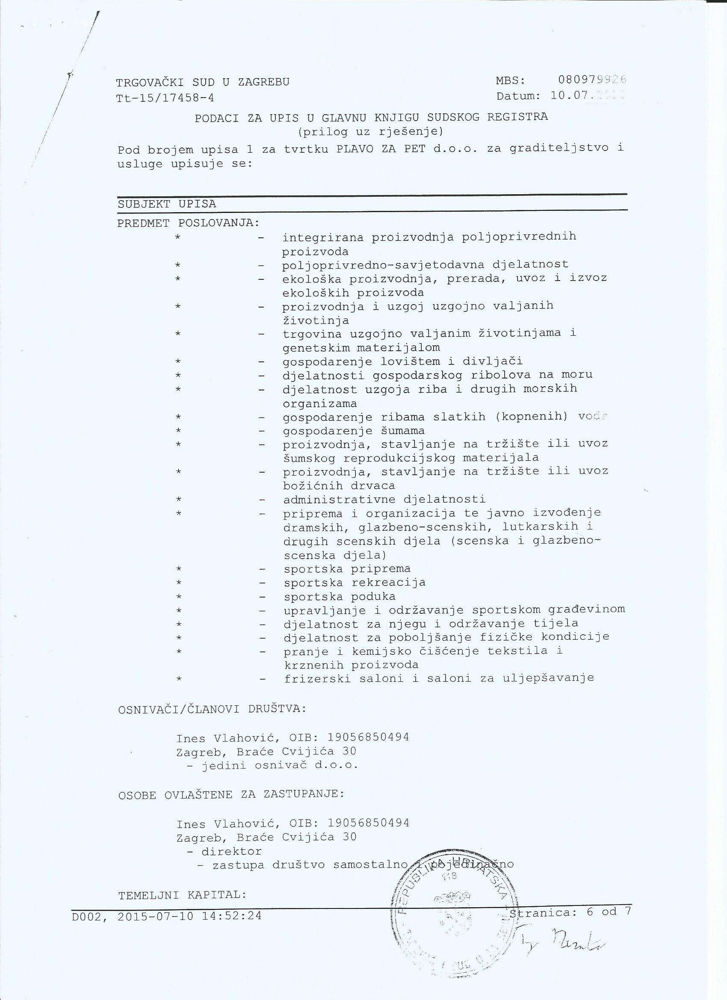 TRGOVAČKI SUD U ZAGREBU
Tt-15/17458-4
MBS: 080979926
Datum: 10.07.
PODACI ZA UPIS U GLAVNU KNJIGU SUDSKOG REGISTRA
(prilog uz rješenje)
Pod brojem upisa 1 za tvrtku PLAVO ZA PET d.o.o. za graditeljstvo i
usluge upisuje se:
SUBJEKT UPISA
PREDMET POSLOVANJA:
* - integrirana proizvodnja poljoprivrednih
proizvoda
* - poljoprivredno-savjetodavna djelatnost
* - ekološka proizvodnja, prerada, uvoz i izvoz
ekoloških proizvoda
* - proizvodnja i uzgoj uzgojno valjanih
životinja
* - trgovina uzgojno valjanim životinjama i
genetskim materijalom
* - gospodarenje lovištem i divljači
* - djelatnosti gospodarskog ribolova na moru
* - djelatnost uzgoja riba i drugih morskih
organizama
* - gospodarenje ribama slatkih (kopnenih) voda
* - gospodarenje šumama
* - proizvodnja, stavljanje na tržište ili uvoz
šumskog reprodukcijskog materijala
* - proizvodnja, stavljanje na tržište ili uvoz
božićnih drvaca
* - administrativne djelatnosti
* - priprema i organizacija te javno izvođenje
dramskih, glazbeno-scenskih, lutkarskih i
drugih scenskih djela (scenska i glazbeno-
scenska djela)
* - sportska priprema
* - sportska rekreacija
* - sportska poduka
* - upravljanje i održavanje sportskom građevinom
* - djelatnost za njegu i održavanje tijela
* - djelatnost za poboljšanje fizičke kondicije
* - pranje i kemijsko čišćenje tekstila i
krznenih proizvoda
* - frizerski saloni i saloni za uljepšavanje
OSNIVAČI/ČLANOVI DRUŠTVA:
Ines Vlahović, OIB: 19056850494
Zagreb, Braće Cvijića 30
- jedini osnivač d.o.o.
OSOBE OVLAŠTENE ZA ZASTUPANJE:
Ines Vlahović, OIB: 19056850494
Zagreb, Braće Cvijića 30
- direktor
- zastupa društvo samostalno i pojedinačno
REPUBLIKA HRVATSKA
118
TEMELJNI KAPITAL:
D002, 2015-07-10 14:52:24
Stranica: 6 od 7